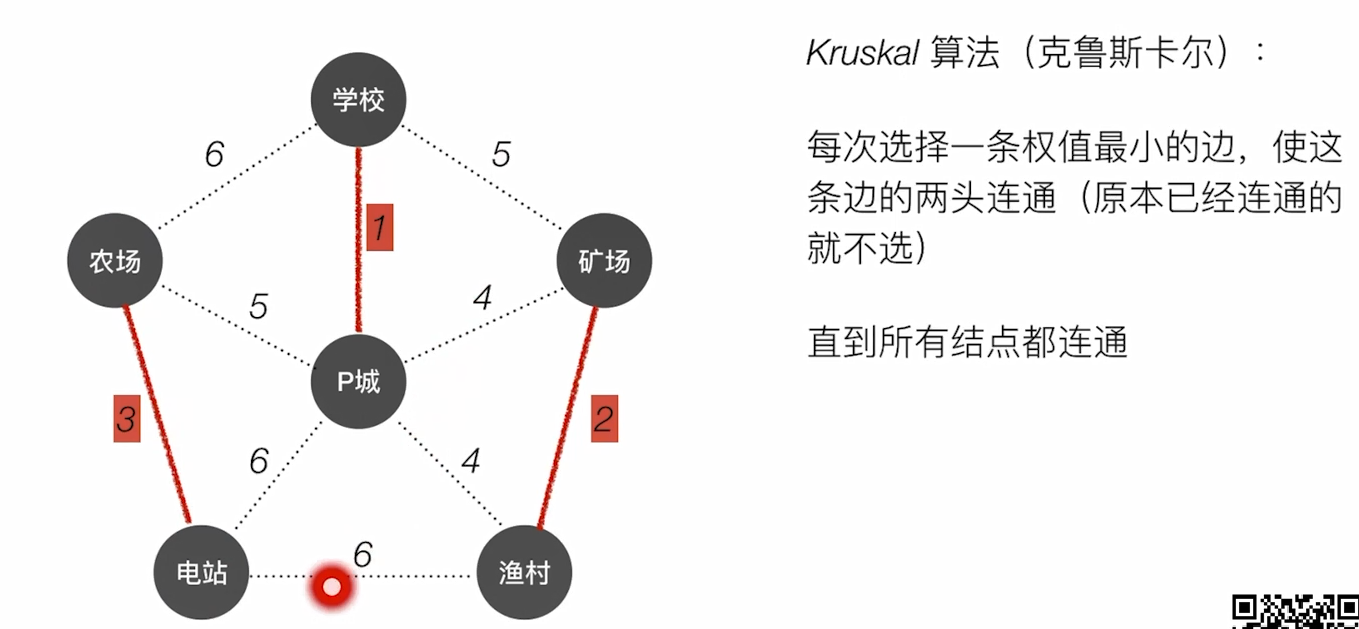 Kruskal 算法（克鲁斯卡尔）：
每次选择一条权值最小的边，使这
条边的两头连通（原本已经连通的
就不选）
直到所有结点都连通
学校
6
5
1
农场
矿场
5
4
P城
3
2
6
4
6
电站
渔村